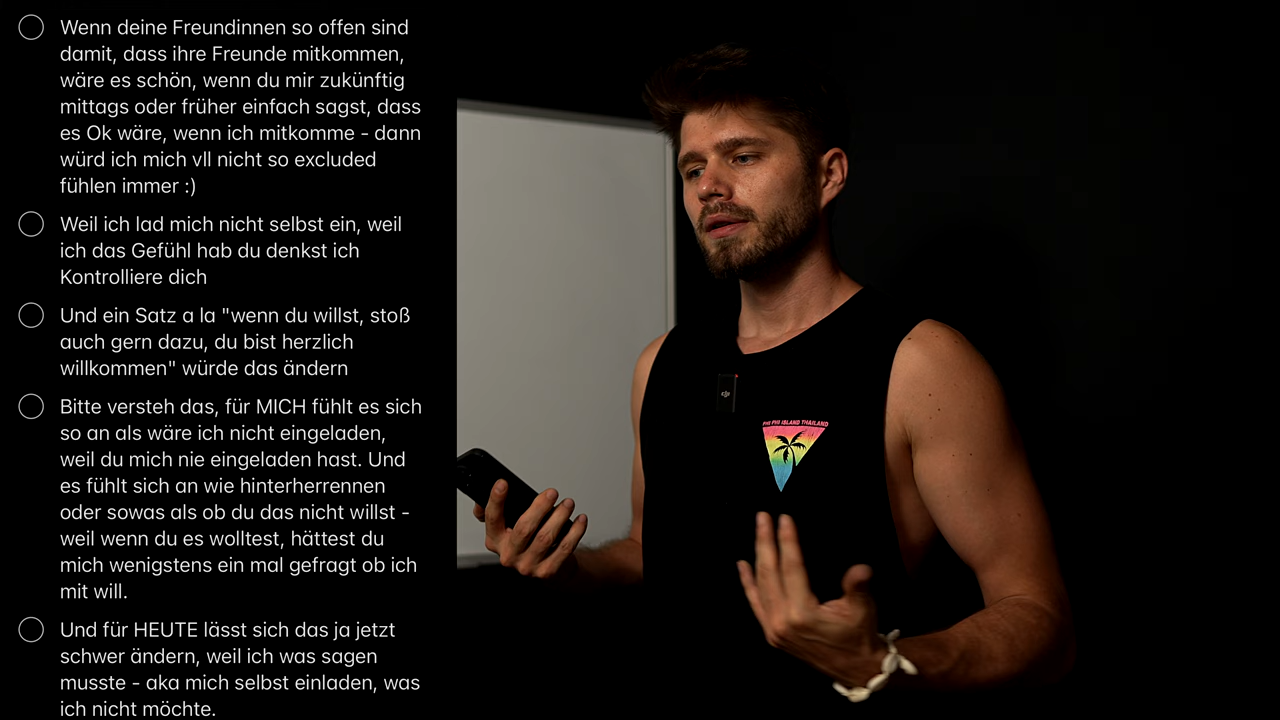 Wenn deine Freundinnen so offen sind
damit, dass ihre Freunde mitkommen,
wäre es schön, wenn du mir zukünftig
mittags oder früher einfach sagst, dass
es Ok wäre, wenn ich mitkomme - dann
würd ich mich vll nicht so excluded
fühlen immer :)
Weil ich lad mich nicht selbst ein, weil
ich das Gefühl hab du denkst ich
Kontrolliere dich
Und ein Satz a la "wenn du willst, stoß
auch gern dazu, du bist herzlich
willkommen" würde das ändern
Bitte versteh das, für MICH fühlt es sich
so an als wäre ich nicht eingeladen,
weil du mich nie eingeladen hast. Und
es fühlt sich an wie hinterherrennen
oder sowas als ob du das nicht willst -
weil wenn du es wolltest, hättest du
mich wenigstens ein mal gefragt ob ich
mit will.
Und für HEUTE lässt sich das ja jetzt
schwer ändern, weil ich was sagen
musste - aka mich selbst einladen, was
ich nicht möchte.
dji
PHI PHI ISLAND THAILAND